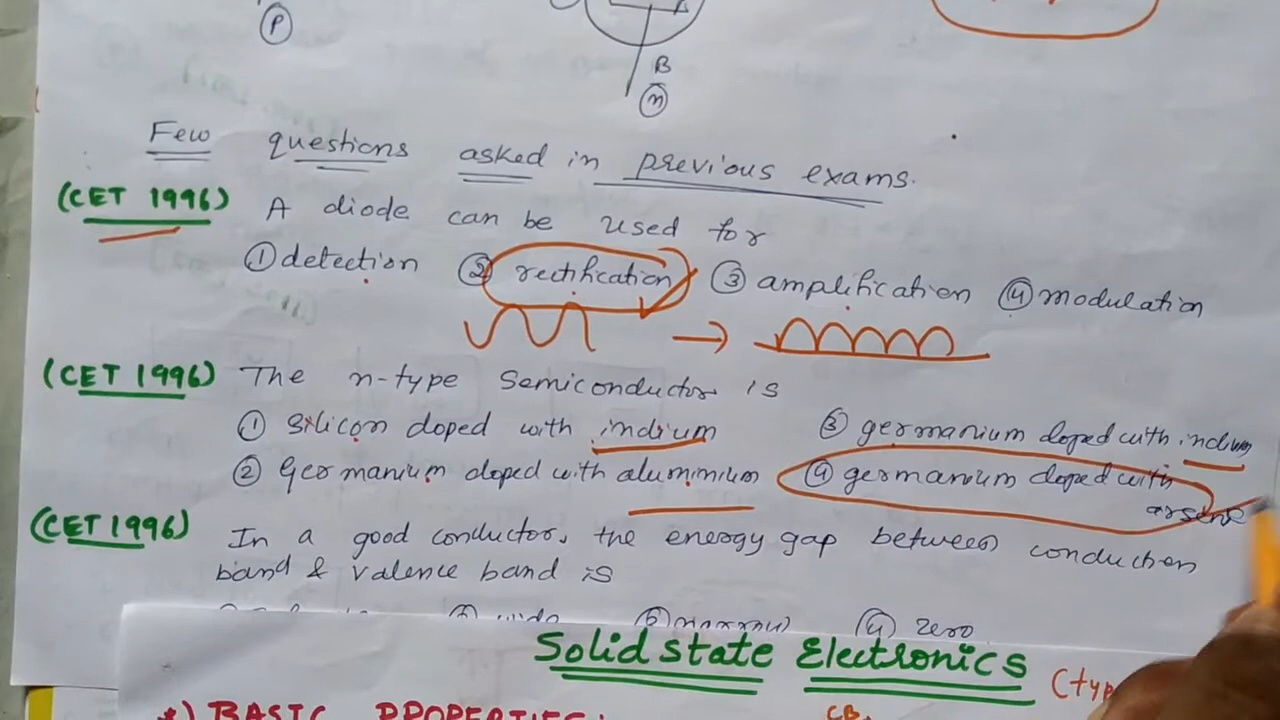 P
B
n
Few questions asked in previous exams.
(CET 1996) A diode can be used for
① detection ② rectification ③ amplification ④ modulation
(CET 1996) The n-type semiconductor is
① silicon doped with indium ③ germanium doped with indium
② Germanium doped with aluminium ④ germanium doped with
arsenic
(CET 1996) In a good conductor, the energy gap between conduction
band & valence band is
④ zero
Solid state Electronics
*) BASIC PROPERTIES:
CB